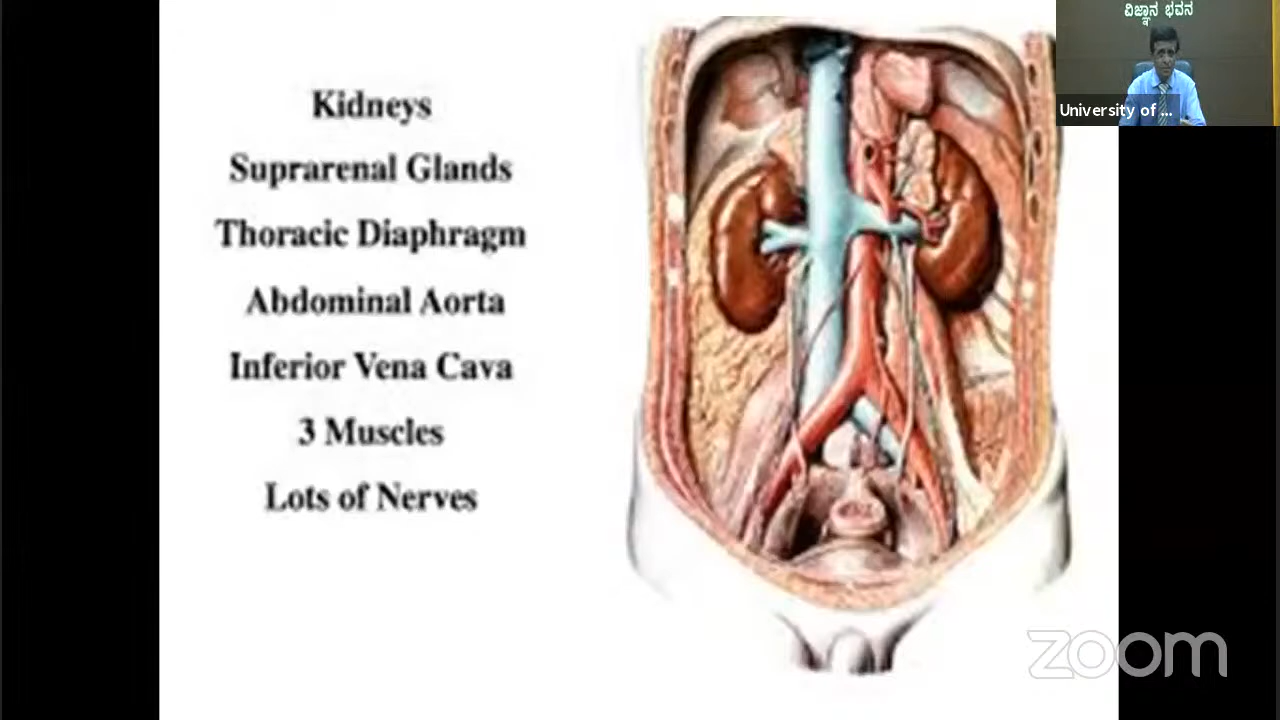 Kidneys
Suprarenal Glands
Thoracic Diaphragm
Abdominal Aorta
Inferior Vena Cava
3 Muscles
Lots of Nerves
ವಿಜ್ಞಾನ ಭವನ
University of ...
zoom